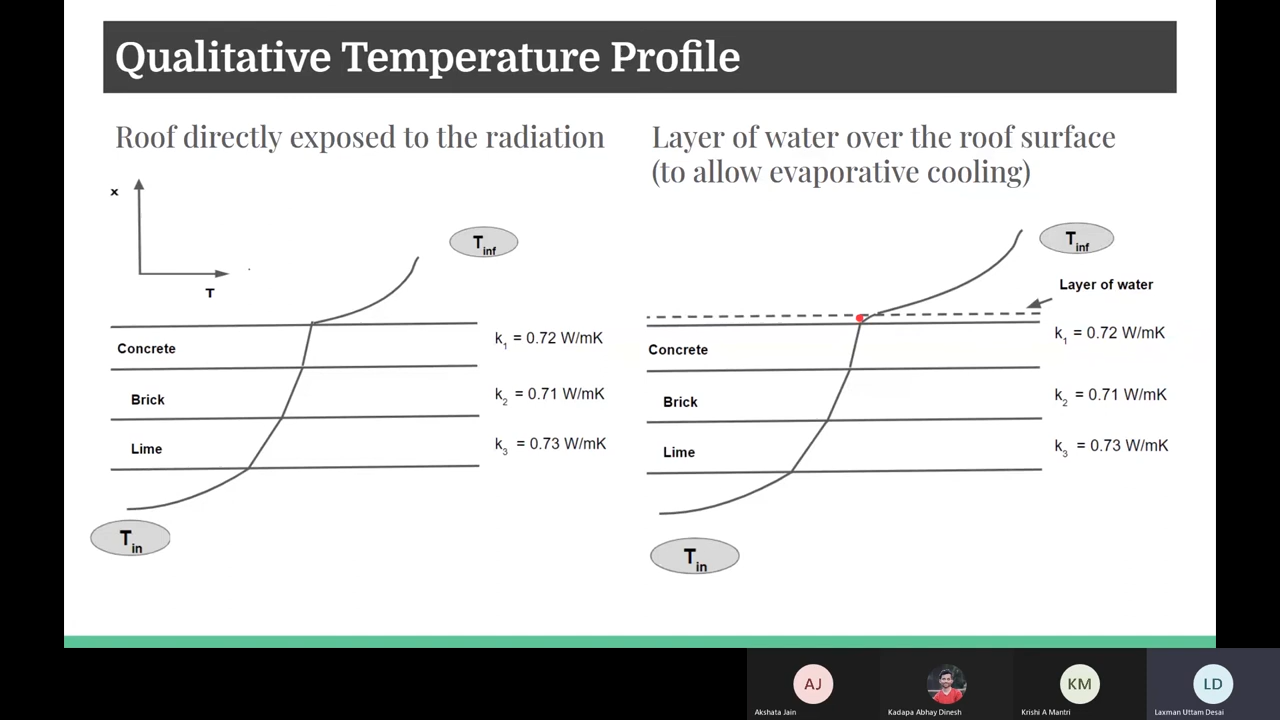 Qualitative Temperature Profile
Roof directly exposed to the radiation
x
T
T inf
Concrete
k1 = 0.72 W/mK
Brick
k2 = 0.71 W/mK
Lime
k3 = 0.73 W/mK
T in
Layer of water over the roof surface
(to allow evaporative cooling)
T inf
Layer of water
k1 = 0.72 W/mK
Concrete
k2 = 0.71 W/mK
Brick
k3 = 0.73 W/mK
Lime
T in
AJ
Akshata Jain
Kadapa Abhay Dinesh
KM
Krishi A Mantri
LD
Laxman Uttam Desai